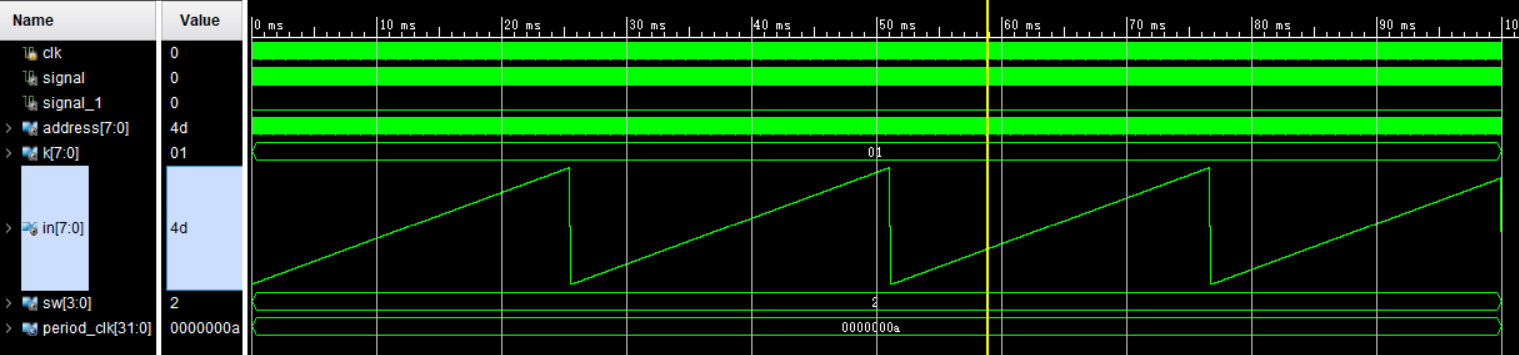 Name Value 0 ms 10 ms 20 ms 30 ms 40 ms 50 ms 60 ms 70 ms 80 ms 90 ms 10
clk 0
signal 0
signal_1 0
address[7:0] 4d
k[7:0] 01 01
in[7:0] 4d
sw[3:0] 2 2
period_clk[31:0] 0000000a 0000000a